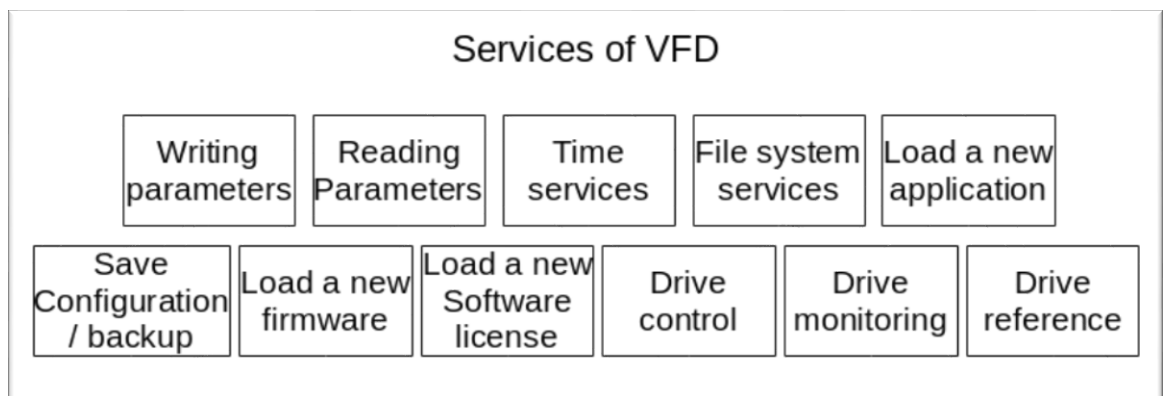 Services of VFD
Writing
parameters
Reading
Parameters
Time
services
File system
services
Load a new
application
Save
Configuration
/ backup
Load a new
firmware
Load a new
Software
license
Drive
control
Drive
monitoring
Drive
reference